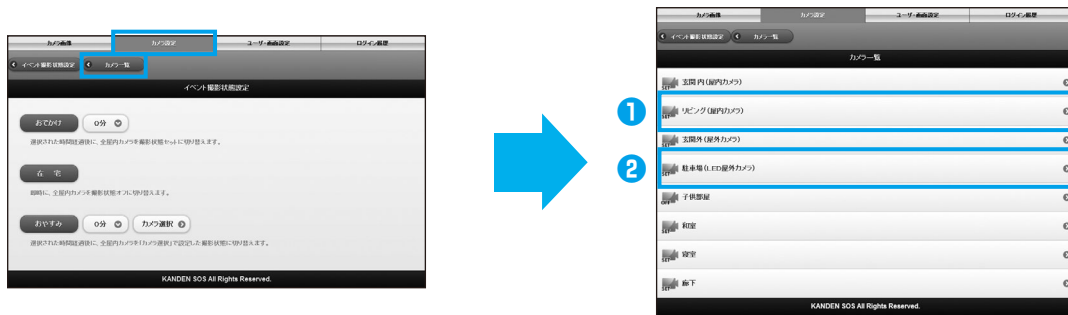 カメラ画像 カメラ設定 ユーザ・画面設定 ログイン履歴
イベント撮影状態設定 カメラ一覧
イベント撮影状態設定
おでかけ 0分
選択された時間経過後に、全屋内カメラを撮影状態セットに切り替えます。
在 宅
即時に、全屋内カメラを撮影状態オフに切り替えます。
おやすみ 0分 カメラ選択
選択された時間経過後に、全屋内カメラを「カメラ選択」で設定した撮影状態に切り替えます。
KANDEN SOS All Rights Reserved.
カメラ画像 カメラ設定 ユーザ・画面設定 ログイン履歴
イベント撮影状態設定 カメラ一覧
カメラ一覧
SET 玄関内(屋内カメラ)
1 SET リビング(屋内カメラ)
SET 玄関外(屋外カメラ)
2 SET 駐車場(LED屋外カメラ)
OFF 子供部屋
SET 和室
SET 寝室
SET 廊下
KANDEN SOS All Rights Reserved.